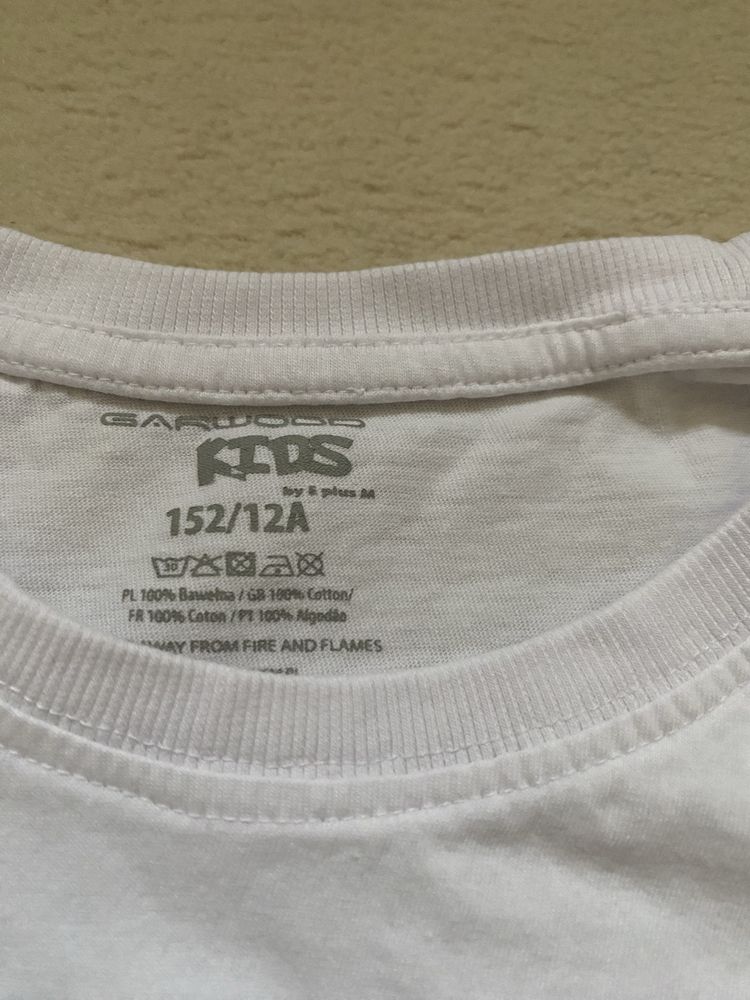 GARWOOD
KIDS
by E plus M
152/12A
30
PL 100% Bawełna / GB 100% Cotton/
FR 100% Coton / PT 100% Algodão
AWAY FROM FIRE AND FLAMES